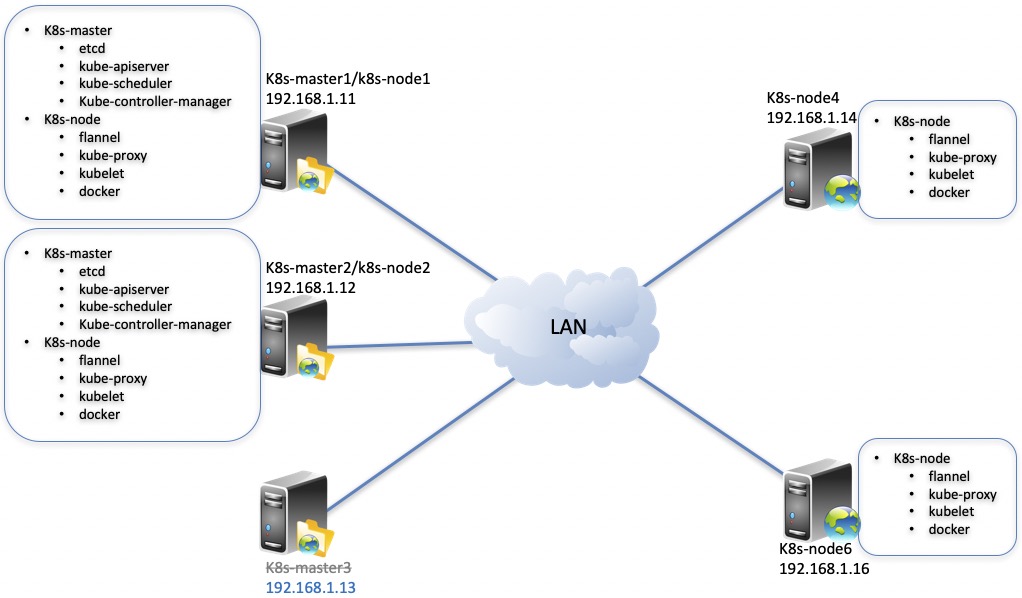 • K8s-master
• etcd
• kube-apiserver
• kube-scheduler
• Kube-controller-manager
• K8s-node
• flannel
• kube-proxy
• kubelet
• docker
K8s-master1/k8s-node1
192.168.1.11
• K8s-master
• etcd
• kube-apiserver
• kube-scheduler
• Kube-controller-manager
• K8s-node
• flannel
• kube-proxy
• kubelet
• docker
K8s-master2/k8s-node2
192.168.1.12
K8s-master3
192.168.1.13
LAN
K8s-node4
192.168.1.14
• K8s-node
• flannel
• kube-proxy
• kubelet
• docker
• K8s-node
• flannel
• kube-proxy
• kubelet
• docker
K8s-node6
192.168.1.16